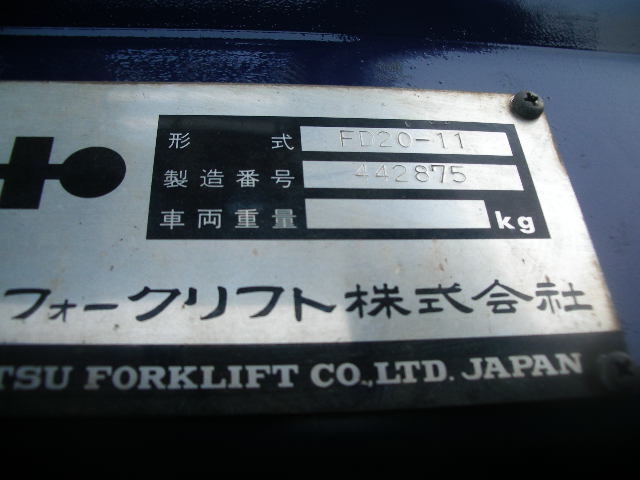 形式 FD20-11
製造番号 442875
車両重量 kg
フォークリフト株式会社
TSU FORKLIFT CO.,LTD. JAPAN